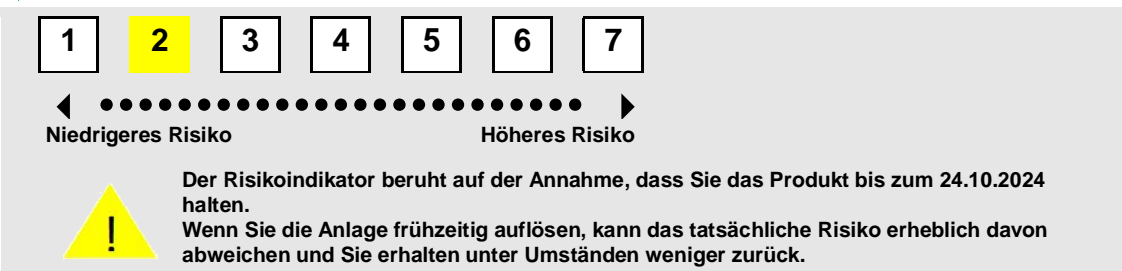 1 2 3 4 5 6 7
Niedrigeres Risiko Höheres Risiko
Der Risikoindikator beruht auf der Annahme, dass Sie das Produkt bis zum 24.10.2024
halten.
!
Wenn Sie die Anlage frühzeitig auflösen, kann das tatsächliche Risiko erheblich davon
abweichen und Sie erhalten unter Umständen weniger zurück.